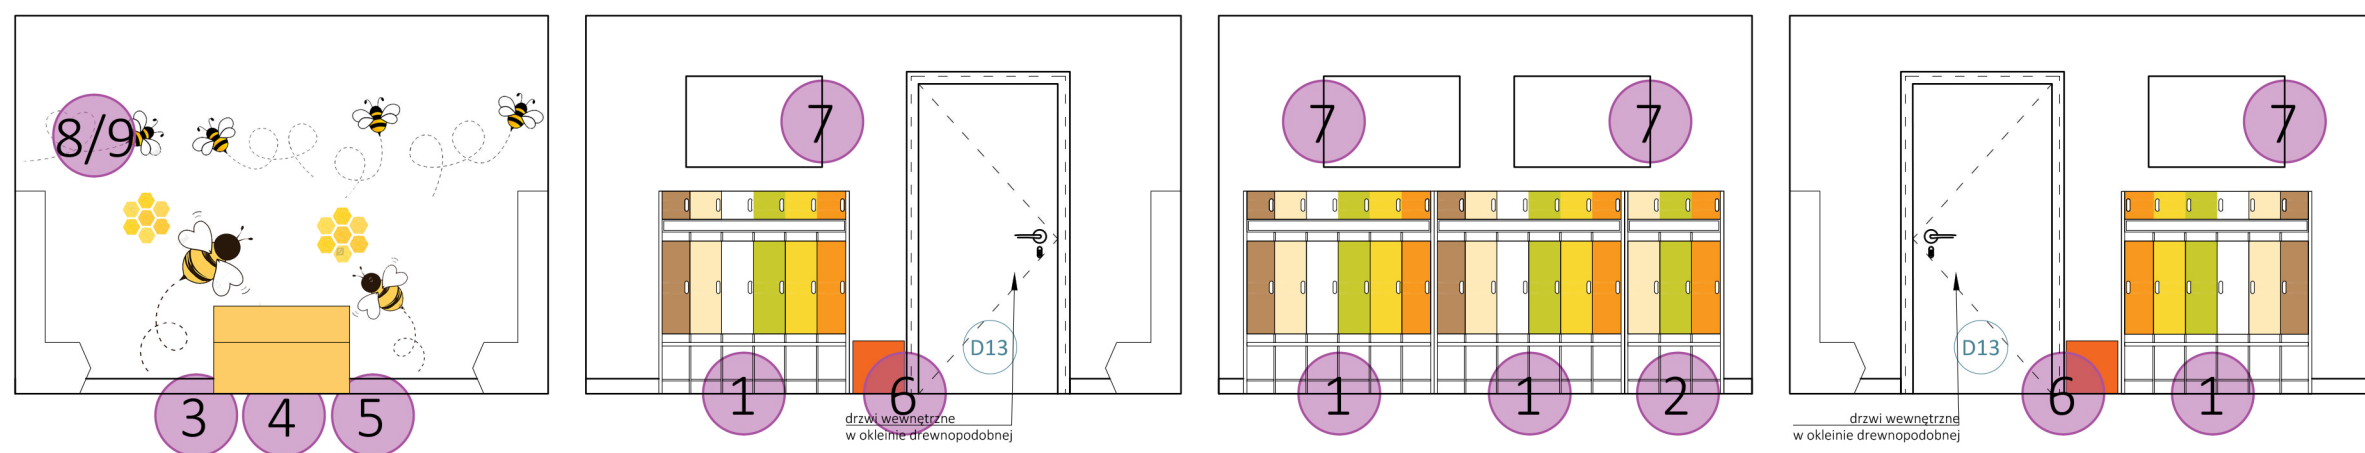 8/9
3 4 5
7
D13
1 6
drzwi wewnętrzne
w okleinie drewnopodobnej
7 7
1 1 2
7
D13
6 1
drzwi wewnętrzne
w okleinie drewnopodobnej